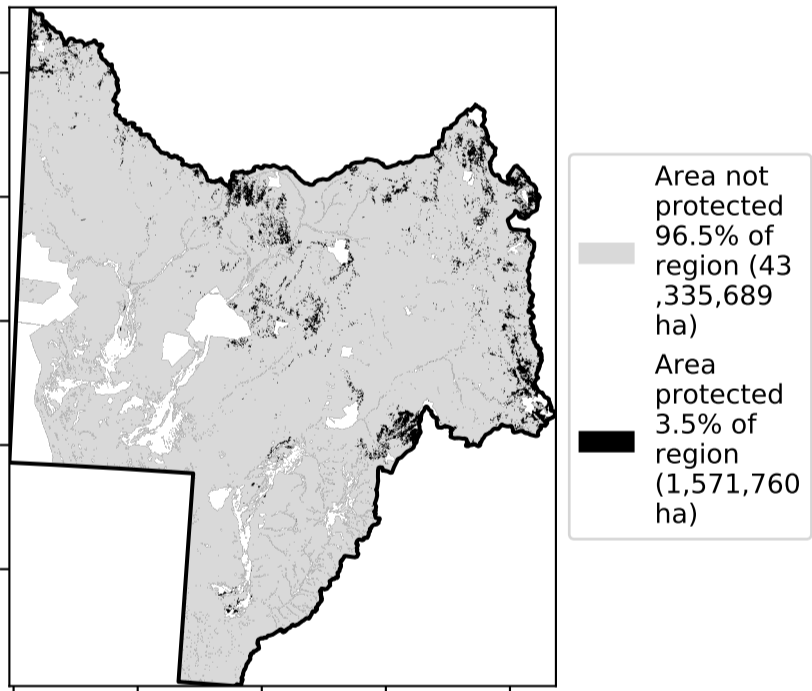 Area not
protected
96.5% of
region (43
,335,689
ha)
Area
protected
3.5% of
region
(1,571,760
ha)